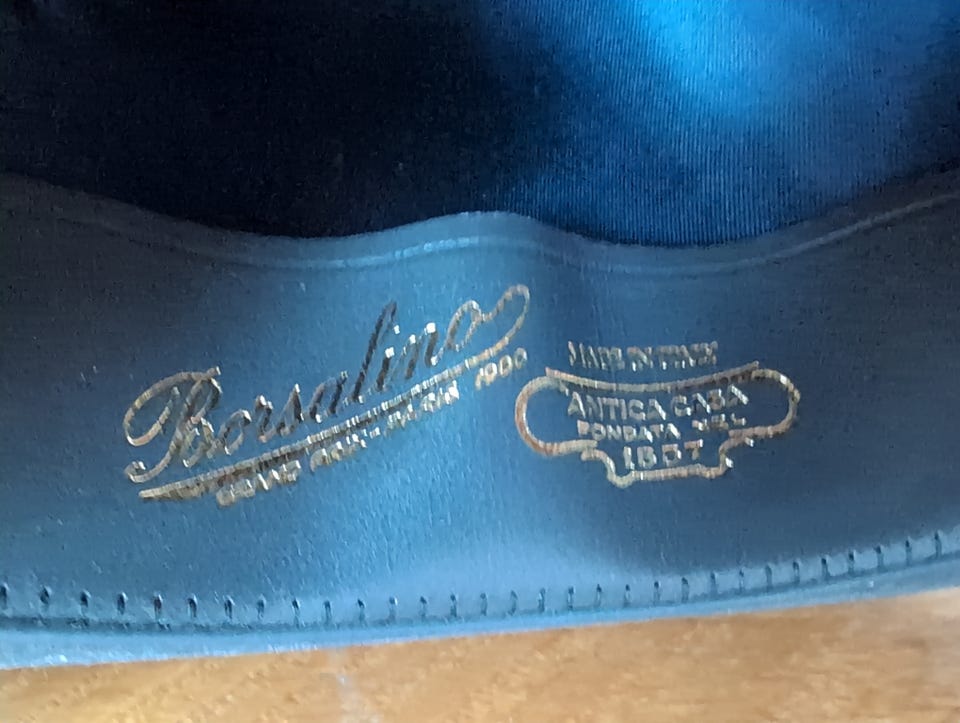 Borsalino
GRAND PRIX - PARIS 1900
MADE IN ITALY
ANTICA CASA
FONDATA NEL
1857